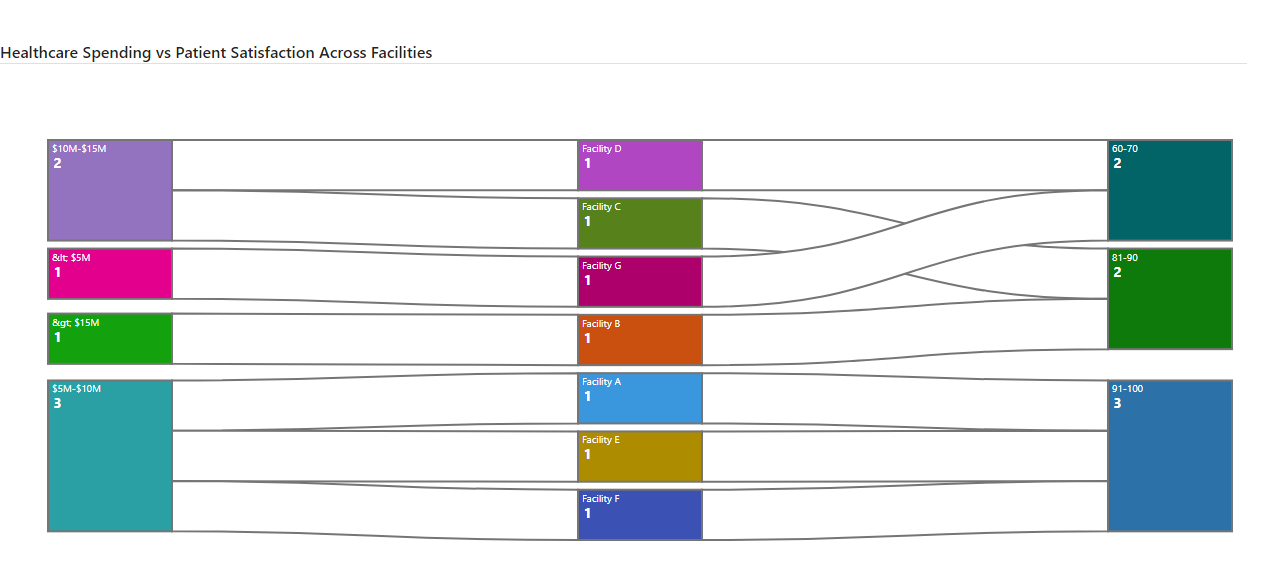 Healthcare Spending vs Patient Satisfaction Across Facilities
$10M-$15M
2
&lt; $5M
1
&gt; $15M
1
$5M-$10M
3
Facility D
1
Facility C
1
Facility G
1
Facility B
1
Facility A
1
Facility E
1
Facility F
1
60-70
2
81-90
2
91-100
3